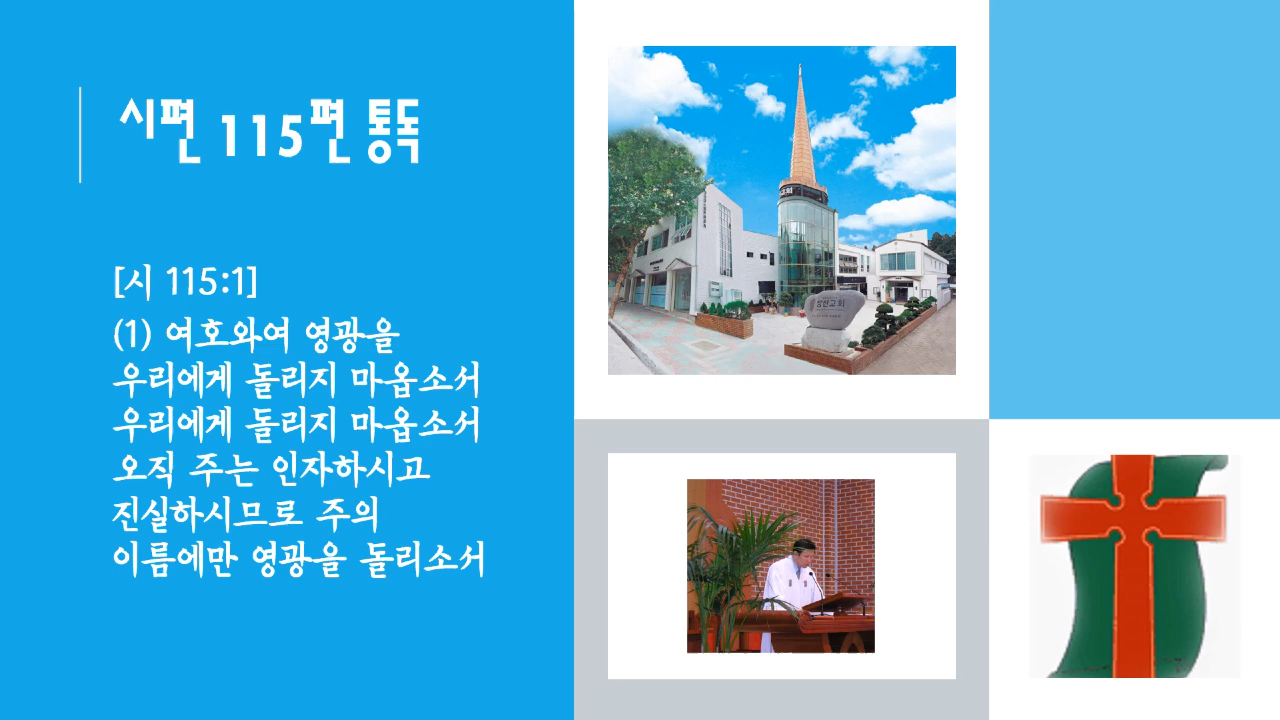 시편 115편 통독
[시 115:1]
(1) 여호와여 영광을
우리에게 돌리지 마옵소서
우리에게 돌리지 마옵소서
오직 주는 인자하시고
진실하시므로 주의
이름에만 영광을 돌리소서